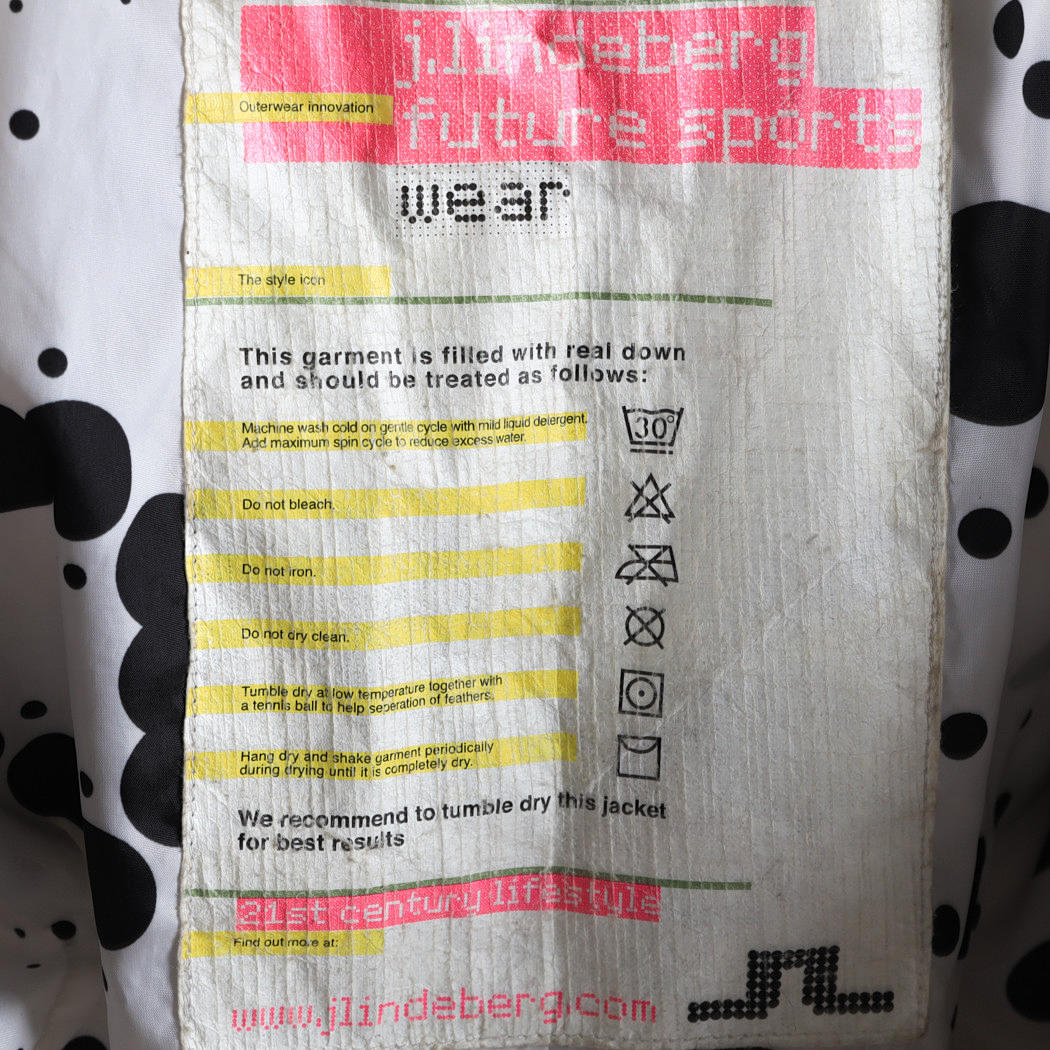 j.lindeberg
Outerwear innovation
future sports
wear
The style icon
This garment is filled with real down
and should be treated as follows:
Machine wash cold on gentle cycle with mild liquid detergent.
Add maximum spin cycle to reduce excess water.
30°
Do not bleach.
Do not iron.
Do not dry clean.
Tumble dry at low temperature together with
a tennis ball to help seperation of feathers.
Hang dry and shake garment periodically
during drying until it is completely dry.
We recommend to tumble dry this jacket
for best results
21st century lifestyle
Find out more at:
www.jlindeberg.com
JL